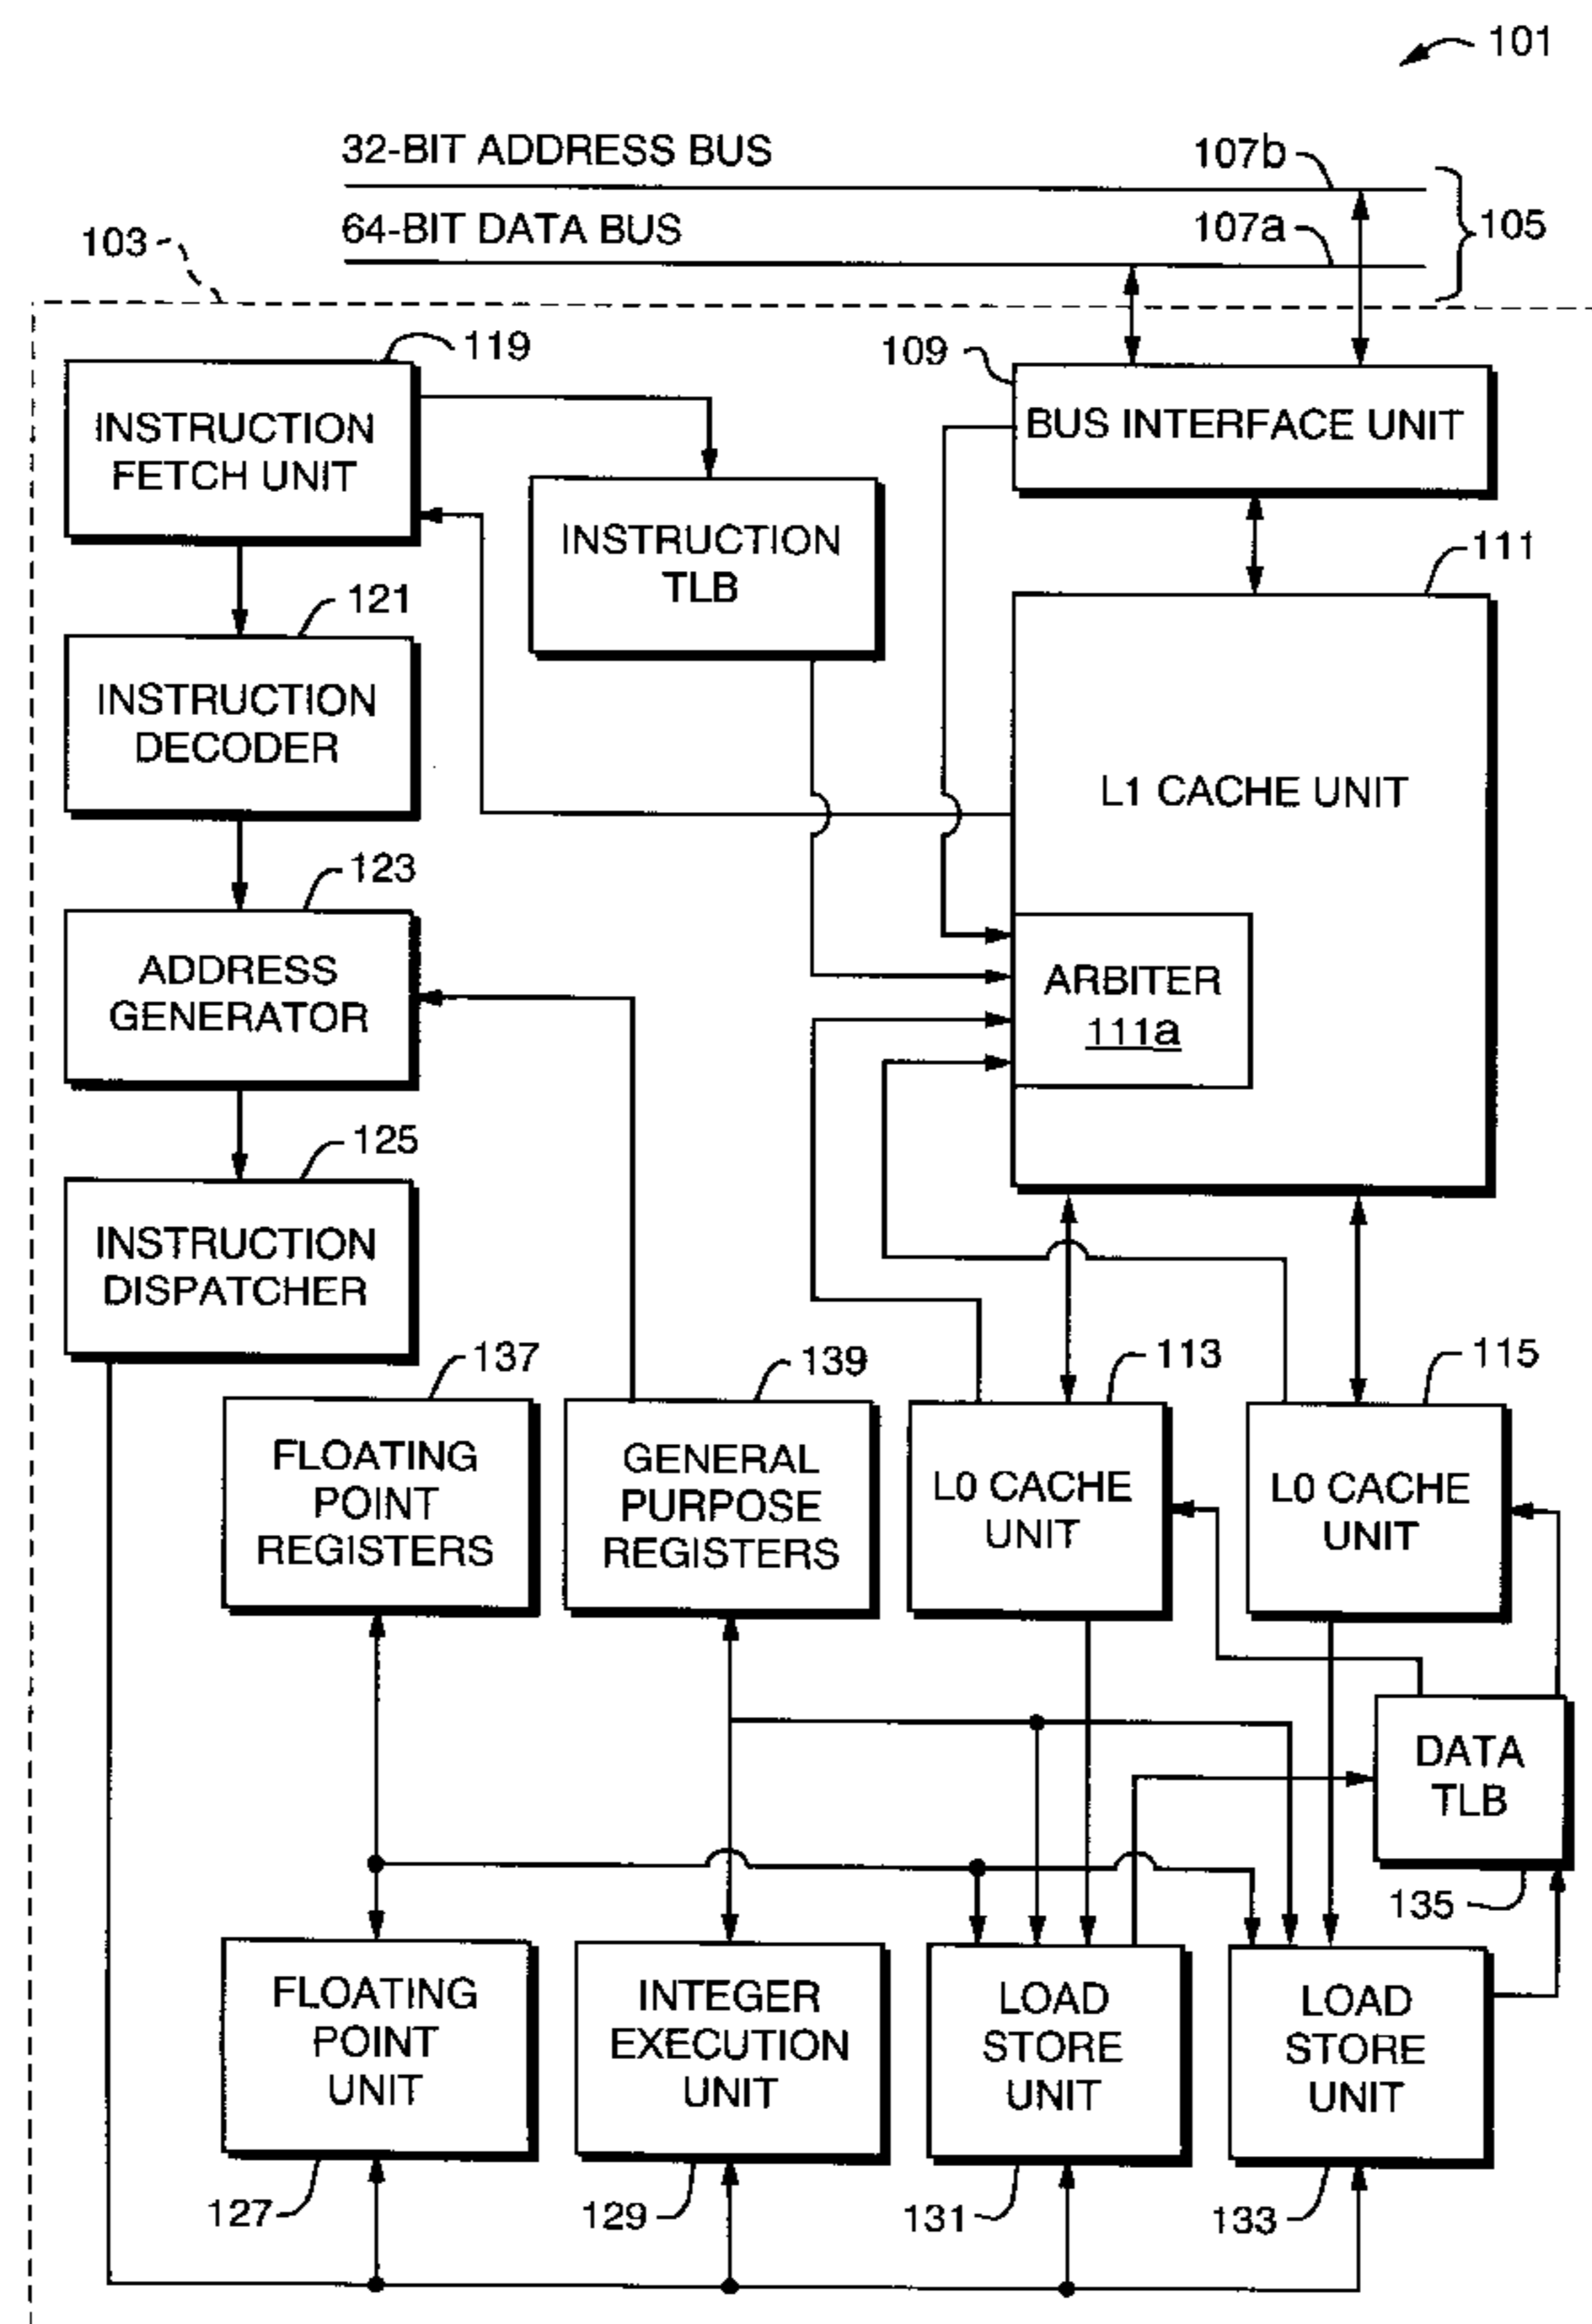 101
32-BIT ADDRESS BUS
107b
64-BIT DATA BUS
107a
105
103
119
109
INSTRUCTION
FETCH UNIT
BUS INTERFACE UNIT
INSTRUCTION
TLB
111
121
INSTRUCTION
DECODER
L1 CACHE UNIT
123
ADDRESS
GENERATOR
ARBITER
111a
125
INSTRUCTION
DISPATCHER
137
139
113
115
FLOATING
POINT
REGISTERS
GENERAL
PURPOSE
REGISTERS
L0 CACHE
UNIT
L0 CACHE
UNIT
DATA
TLB
135
FLOATING
POINT
UNIT
INTEGER
EXECUTION
UNIT
LOAD
STORE
UNIT
LOAD
STORE
UNIT
127
129
131
133